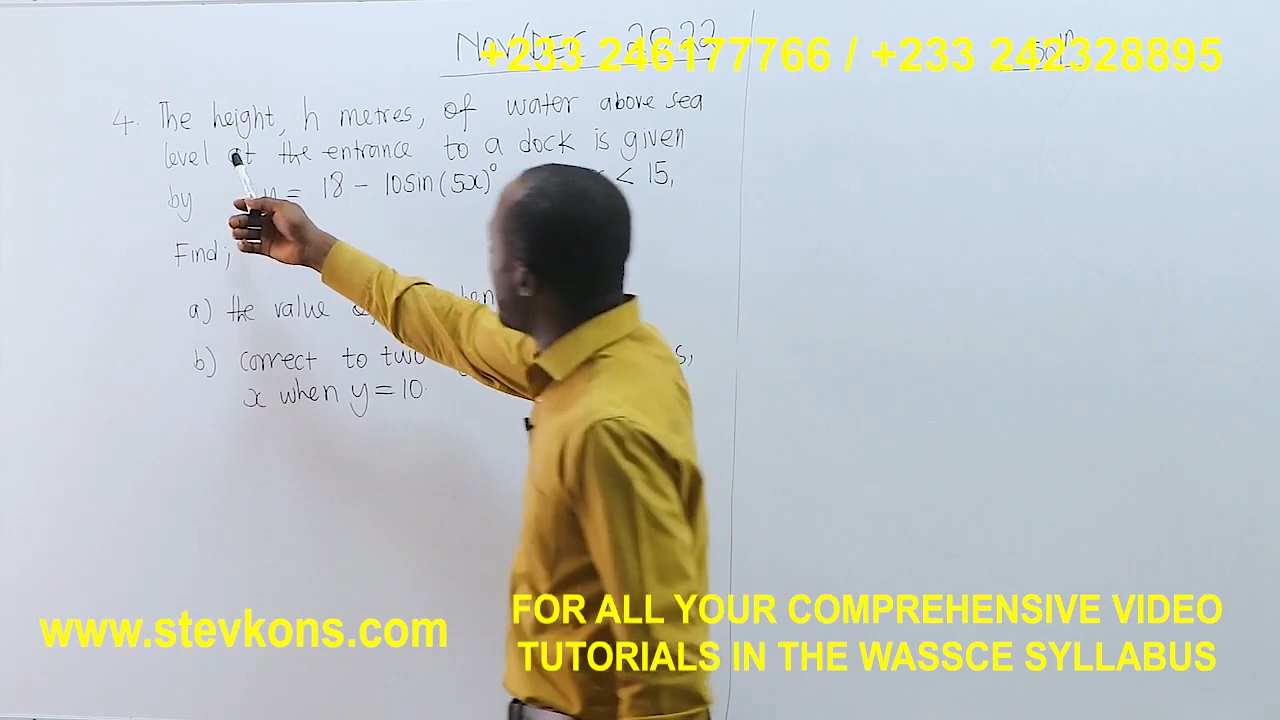 Nov/Dec 2022
+233 246177766 / +233 242328895
soln
4. The height, h metres, of water above sea
level at the entrance to a dock is given
by = 18 - 10sin(5x)° < 15,
Find;
a) the value
b) correct to two
x when y = 10.
www.stevkons.com
FOR ALL YOUR COMPREHENSIVE VIDEO
TUTORIALS IN THE WASSCE SYLLABUS